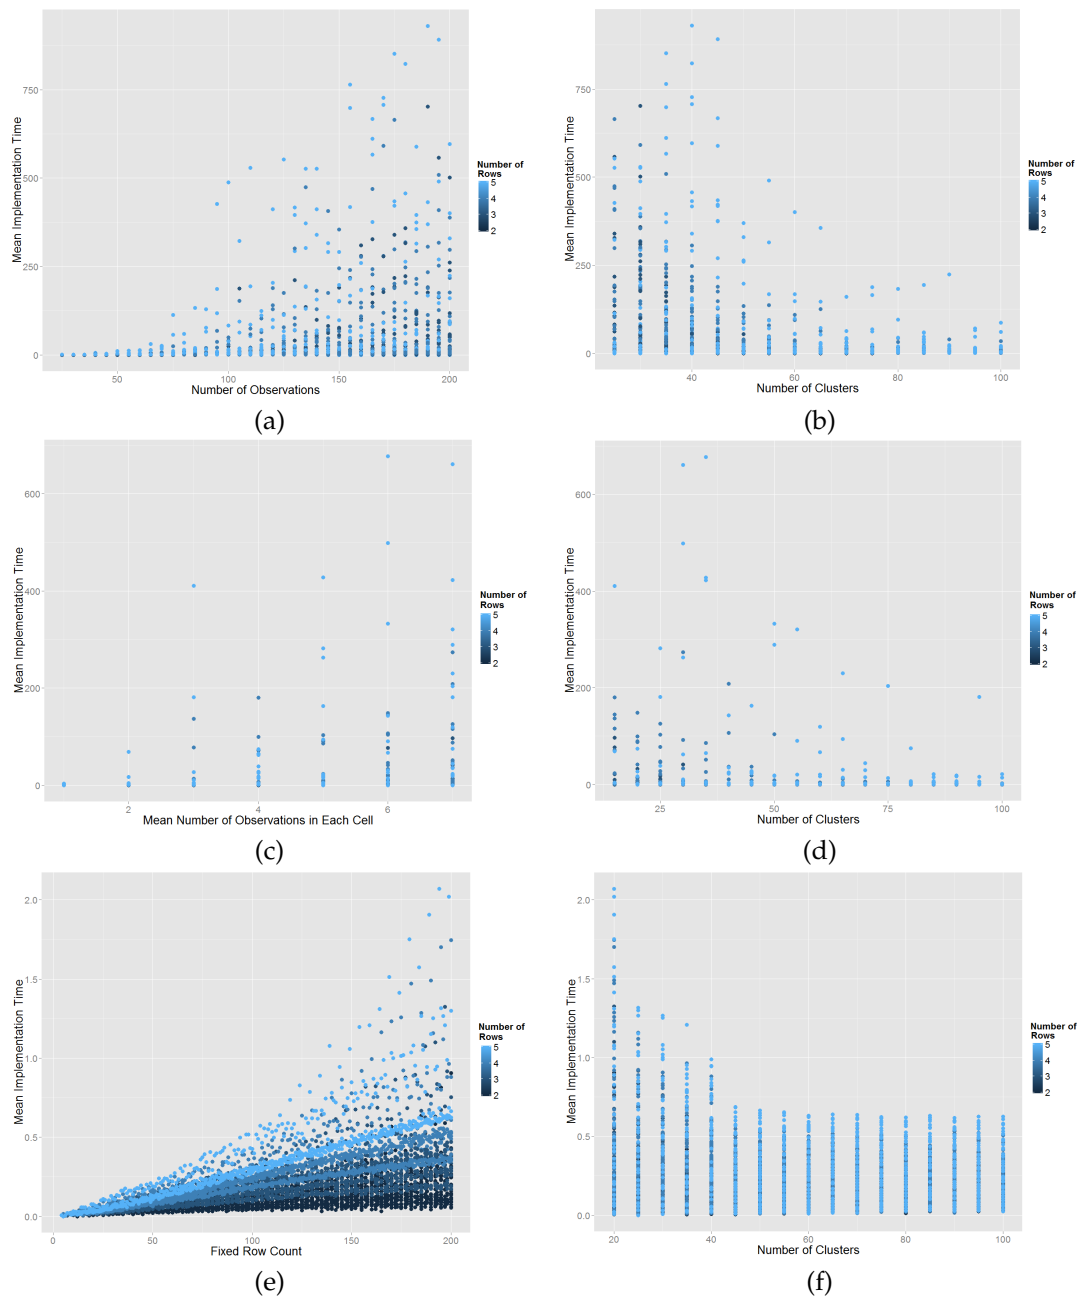 750
500
250
0
Mean Implementation Time
50
100
150
200
Number of Observations
Number of
Rows
5
4
3
2
(a)
750
500
250
0
Mean Implementation Time
40
60
80
100
Number of Clusters
Number of
Rows
5
4
3
2
(b)
600
400
200
0
Mean Implementation Time
2
4
6
Mean Number of Observations in Each Cell
Number of
Rows
5
4
3
2
(c)
600
400
200
0
Mean Implementation Time
25
50
75
100
Number of Clusters
Number of
Rows
5
4
3
2
(d)
2.0
1.5
1.0
0.5
0.0
Mean Implementation Time
0
50
100
150
200
Fixed Row Count
Number of
Rows
5
4
3
2
(e)
2.0
1.5
1.0
0.5
0.0
Mean Implementation Time
20
40
60
80
100
Number of Clusters
Number of
Rows
5
4
3
2
(f)